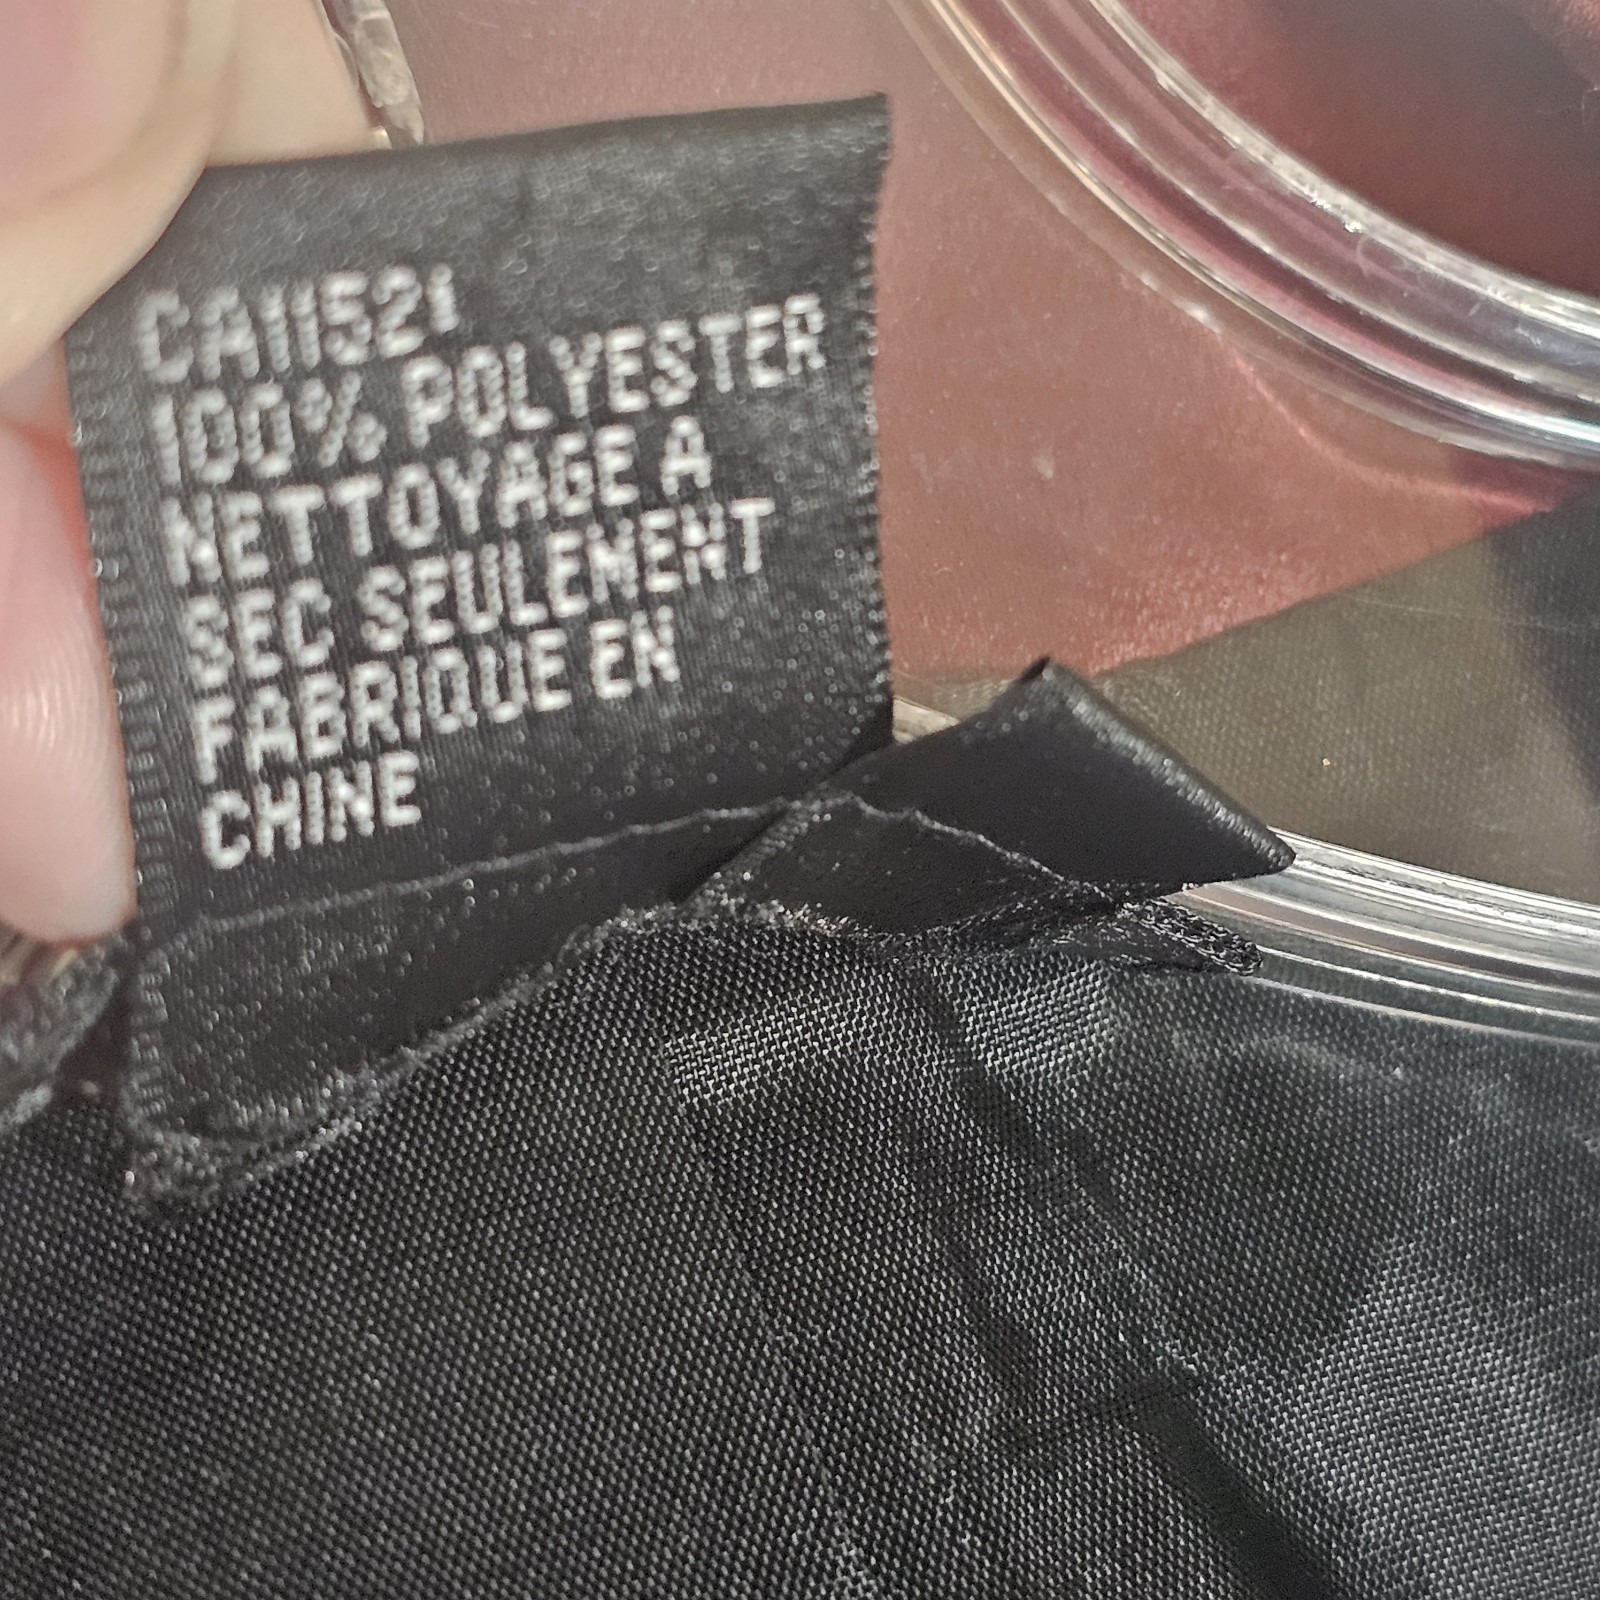 CA11521
100% POLYESTER
NETTOYAGE A
SEC SEULEMENT
FABRIQUE EN
CHINE